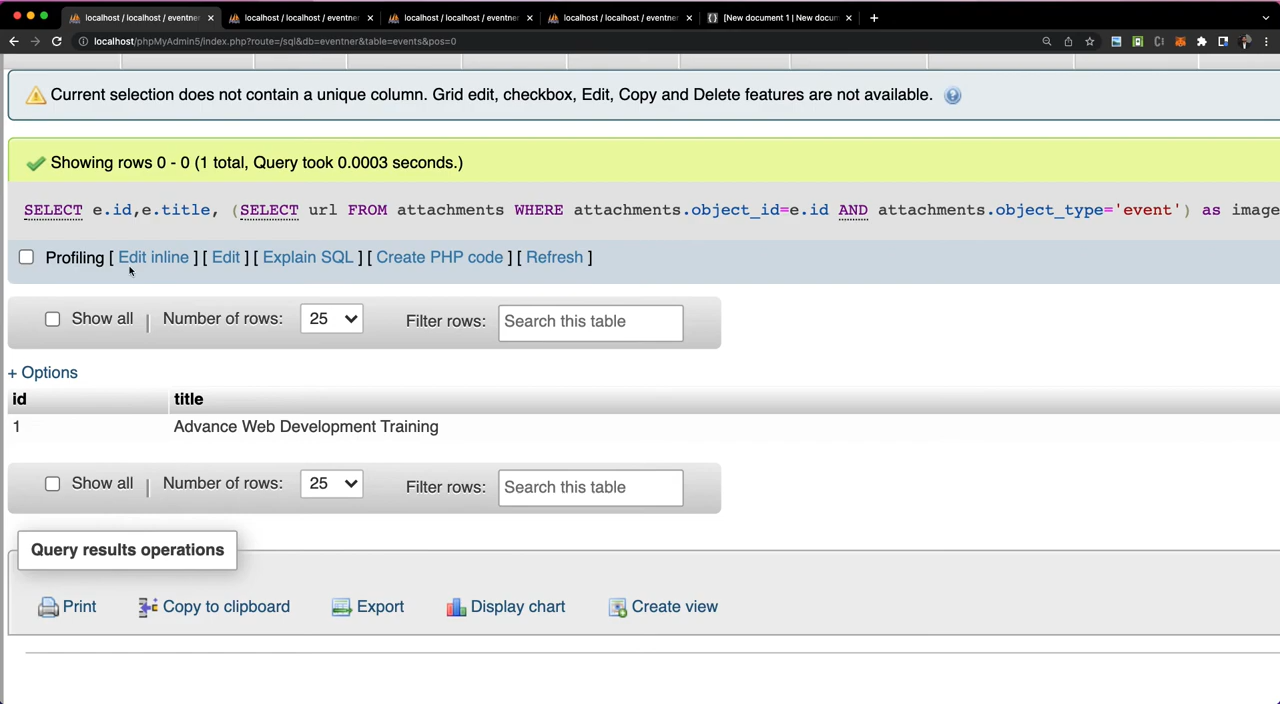 localhost / localhost / eventner × localhost / localhost / eventner × localhost / localhost / eventner × localhost / localhost / eventner × [New document 1 | New docum × +
localhost/phpMyAdmin5/index.php?route=/sql&db=eventner&table=events&pos=0
Current selection does not contain a unique column. Grid edit, checkbox, Edit, Copy and Delete features are not available.
Showing rows 0 - 0 (1 total, Query took 0.0003 seconds.)
SELECT e.id,e.title, (SELECT url FROM attachments WHERE attachments.object_id=e.id AND attachments.object_type='event') as image
Profiling [ Edit inline ] [ Edit ] [ Explain SQL ] [ Create PHP code ] [ Refresh ]
Show all | Number of rows: 25 Filter rows: Search this table
+ Options
id title
1 Advance Web Development Training
Show all | Number of rows: 25 Filter rows: Search this table
Query results operations
Print Copy to clipboard Export Display chart Create view